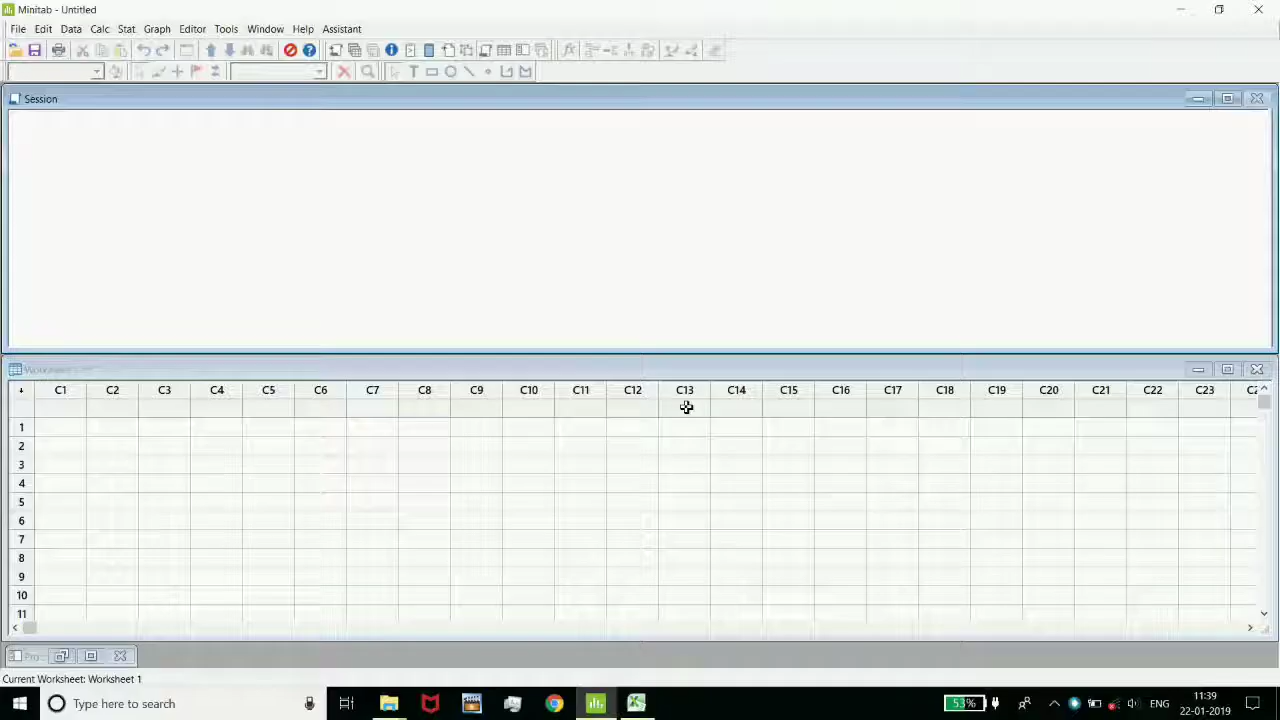 Minitab - Untitled
File Edit Data Calc Stat Graph Editor Tools Window Help Assistant
Session
C1 C2 C3 C4 C5 C6 C7 C8 C9 C10 C11 C12 C13 C14 C15 C16 C17 C18 C19 C20 C21 C22 C23
1
2
3
4
5
6
7
8
9
10
11
Current Worksheet: Worksheet 1
Type here to search
53%
ENG
11:39
22-01-2019